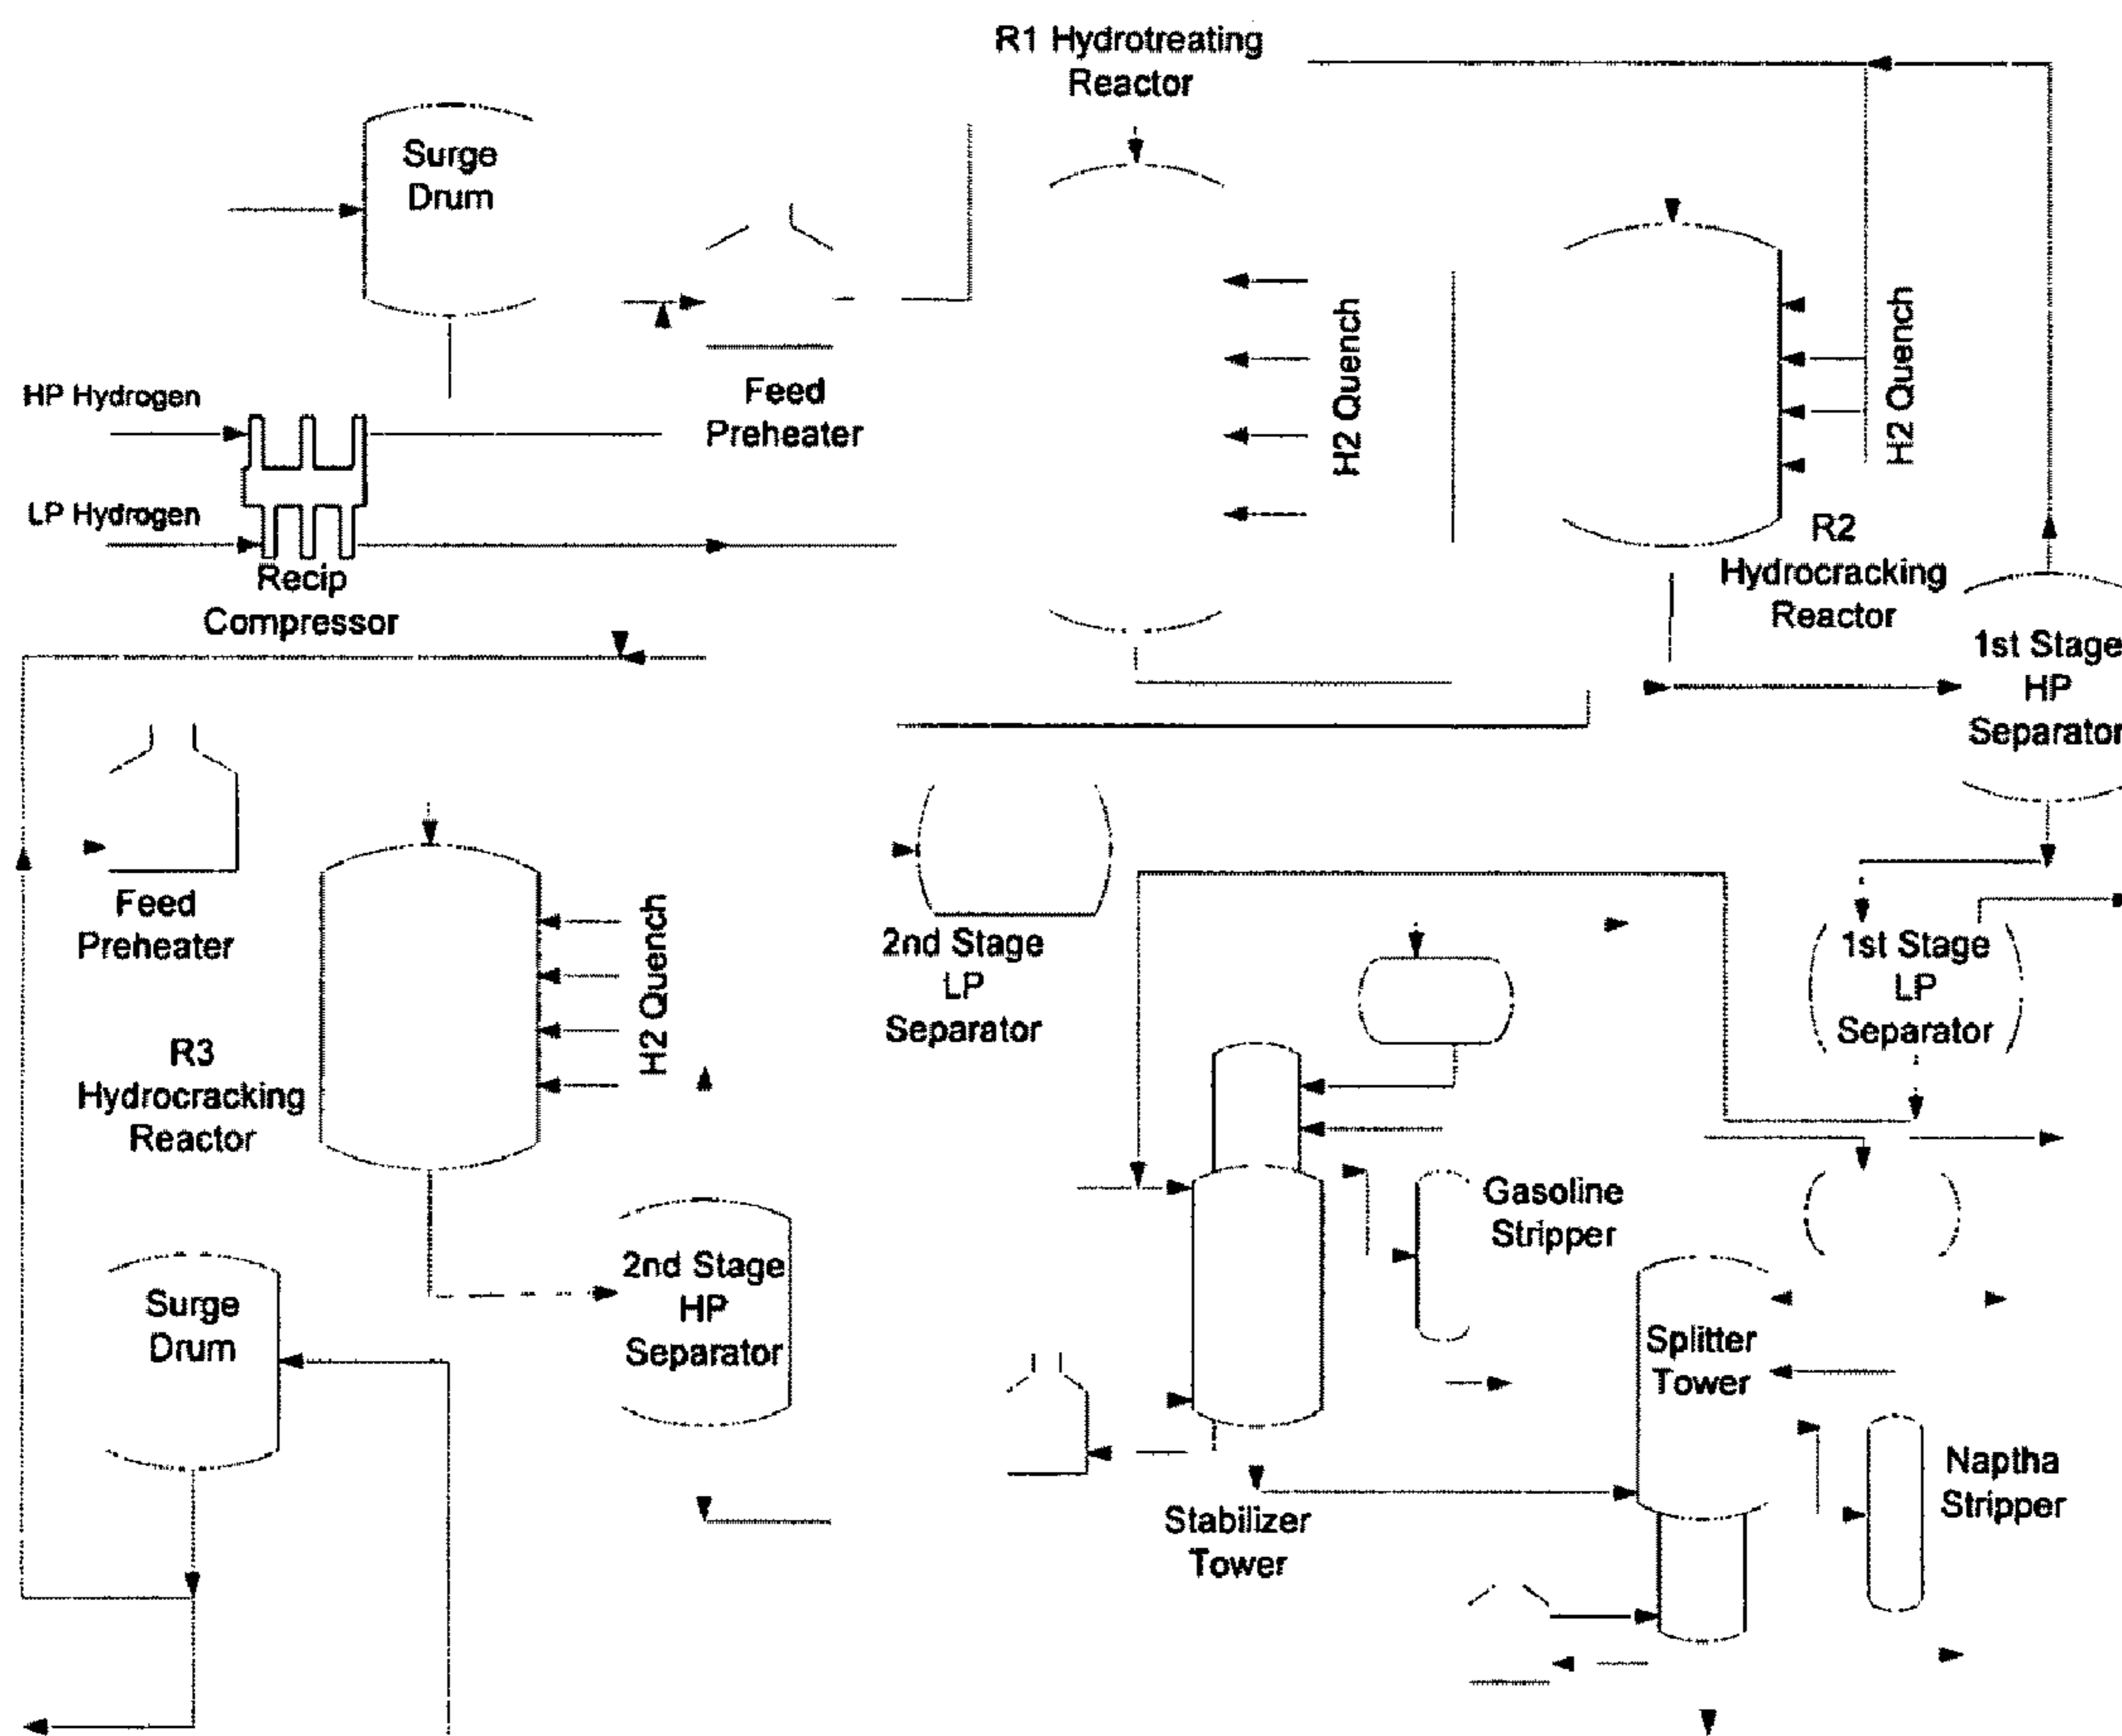 R1 Hydrotreating
Reactor
Surge
Drum
HP Hydrogen
Feed
Preheater
H2 Quench
H2 Quench
LP Hydrogen
Recip
Compressor
R2
Hydrocracking
Reactor
1st Stage
HP
Separator
Feed
Preheater
H2 Quench
2nd Stage
LP
Separator
1st Stage
LP
Separator
R3
Hydrocracking
Reactor
Gasoline
Stripper
Surge
Drum
2nd Stage
HP
Separator
Splitter
Tower
Naptha
Stripper
Stabilizer
Tower